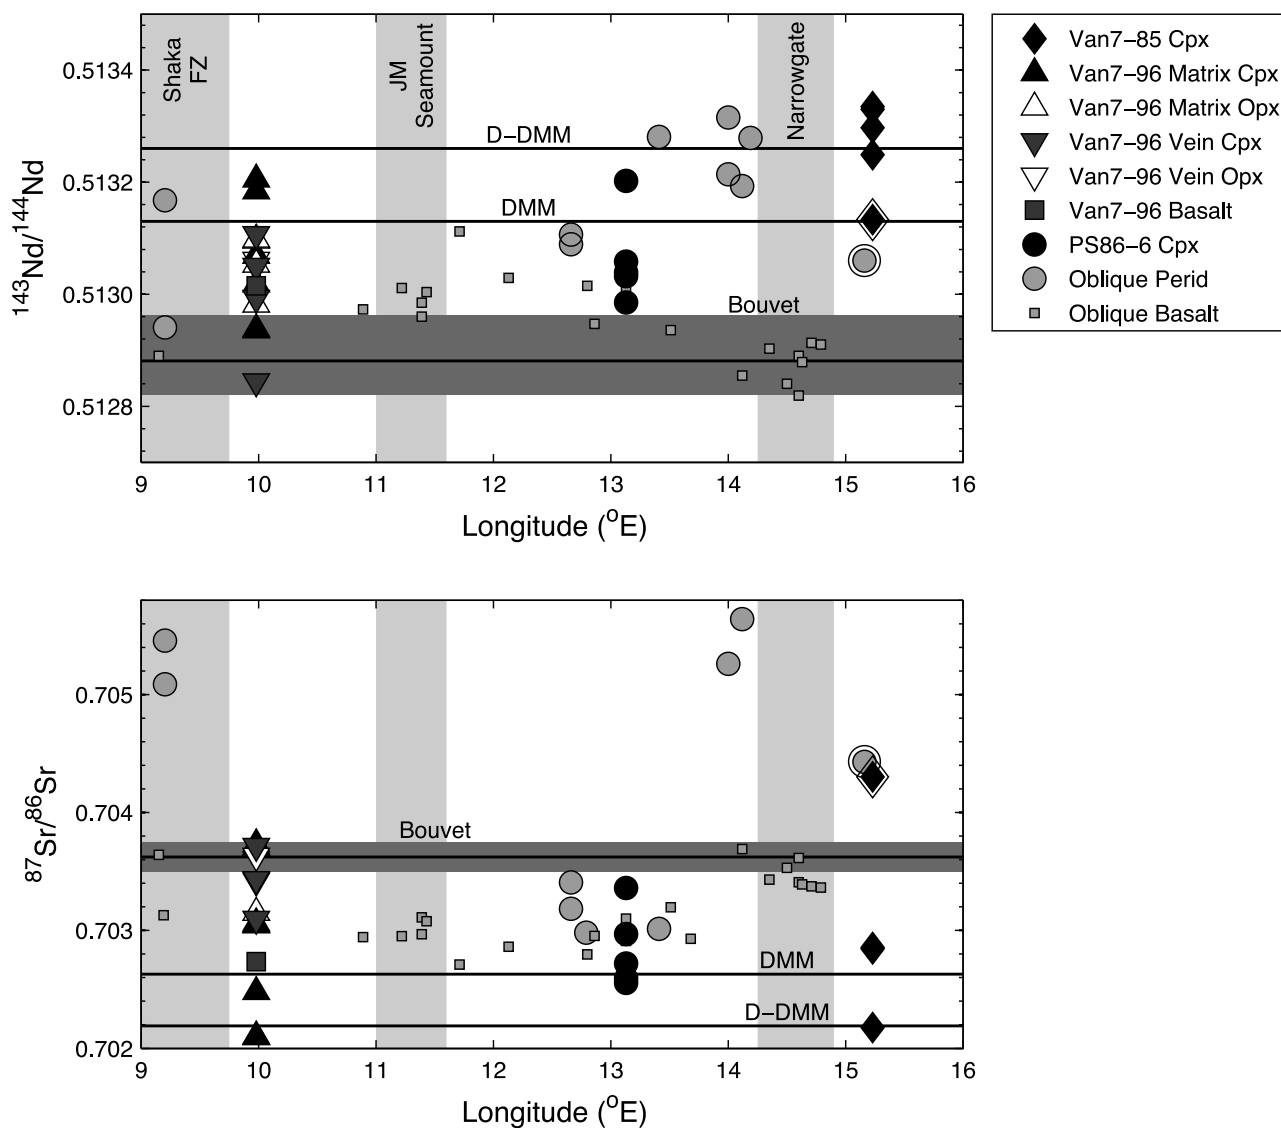 0.5134
0.5132
0.5130
0.5128
143Nd/144Nd
Shaka
FZ
JM
Seamount
Narrowgate
D−DMM
DMM
Bouvet
9 10 11 12 13 14 15 16
Longitude (oE)
Van7−85 Cpx
Van7−96 Matrix Cpx
Van7−96 Matrix Opx
Van7−96 Vein Cpx
Van7−96 Vein Opx
Van7−96 Basalt
PS86−6 Cpx
Oblique Perid
Oblique Basalt
0.705
0.704
0.703
0.702
87Sr/86Sr
Bouvet
DMM
D−DMM
9 10 11 12 13 14 15 16
Longitude (oE)